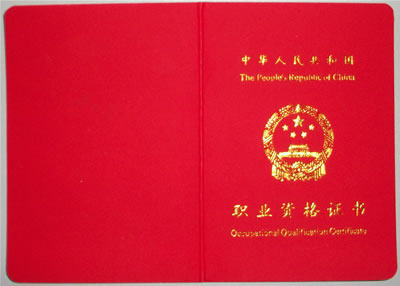 中华人民共和国
The People's Republic of China
职业资格证书
Occupational Qualification Certificate